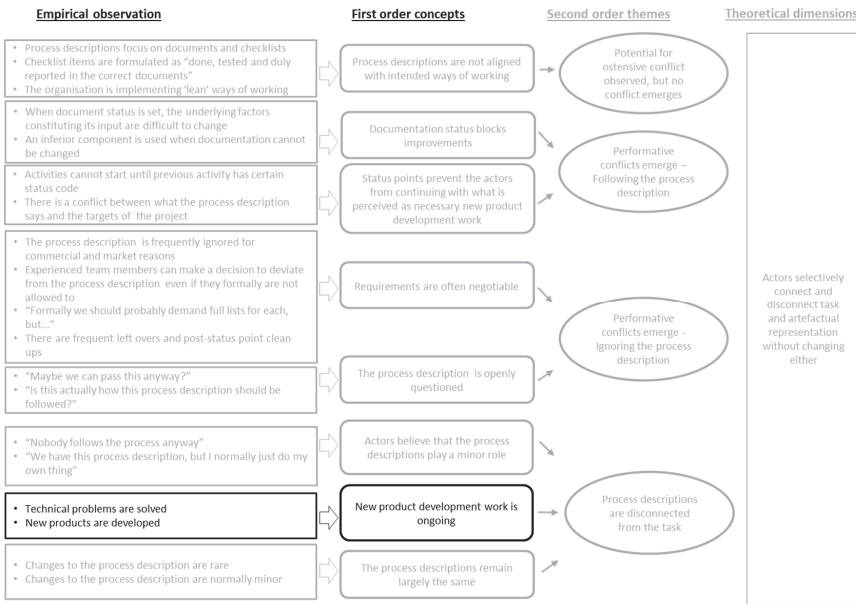 Empirical observation
First order concepts
Second order themes
Theoretical dimensions
• Process descriptions focus on documents and checklists
• Checklist items are formulated as “done, tested and duly
reported in the correct documents”
• The organisation is implementing ‘lean’ ways of working
Process descriptions are not aligned
with intended ways of working
Potential for
ostensive conflict
observed, but no
conflict emerges
• When document status is set, the underlying factors
constituting its input are difficult to change
• An inferior component is used when documentation cannot
be changed
Documentation status blocks
improvements
• Activities cannot start until previous activity has certain
status code
• There is a conflict between what the process description
says and the targets of the project
Status points prevent the actors
from continuing with what is
perceived as necessary new product
development work
Performative
conflicts emerge –
Following the process
description
• The process description is frequently ignored for
commercial and market reasons
• Experienced team members can make a decision to deviate
from the process description even if they formally are not
allowed to
• “Formally we should probably demand full lists for each,
but...”
• There are frequent left overs and post-status point clean
ups
Requirements are often negotiable
• “Maybe we can pass this anyway?”
• “Is this actually how this process description should be
followed?”
The process description is openly
questioned
Performative
conflicts emerge -
Ignoring the process
description
• “Nobody follows the process anyway”
• “We have this process description, but I normally just do my
own thing”
Actors believe that the process
descriptions play a minor role
• Technical problems are solved
• New products are developed
New product development work is
ongoing
• Changes to the process description are rare
• Changes to the process description are normally minor
The process descriptions remain
largely the same
Process descriptions
are disconnected
from the task
Actors selectively
connect and
disconnect task
and artefactual
representation
without changing
either